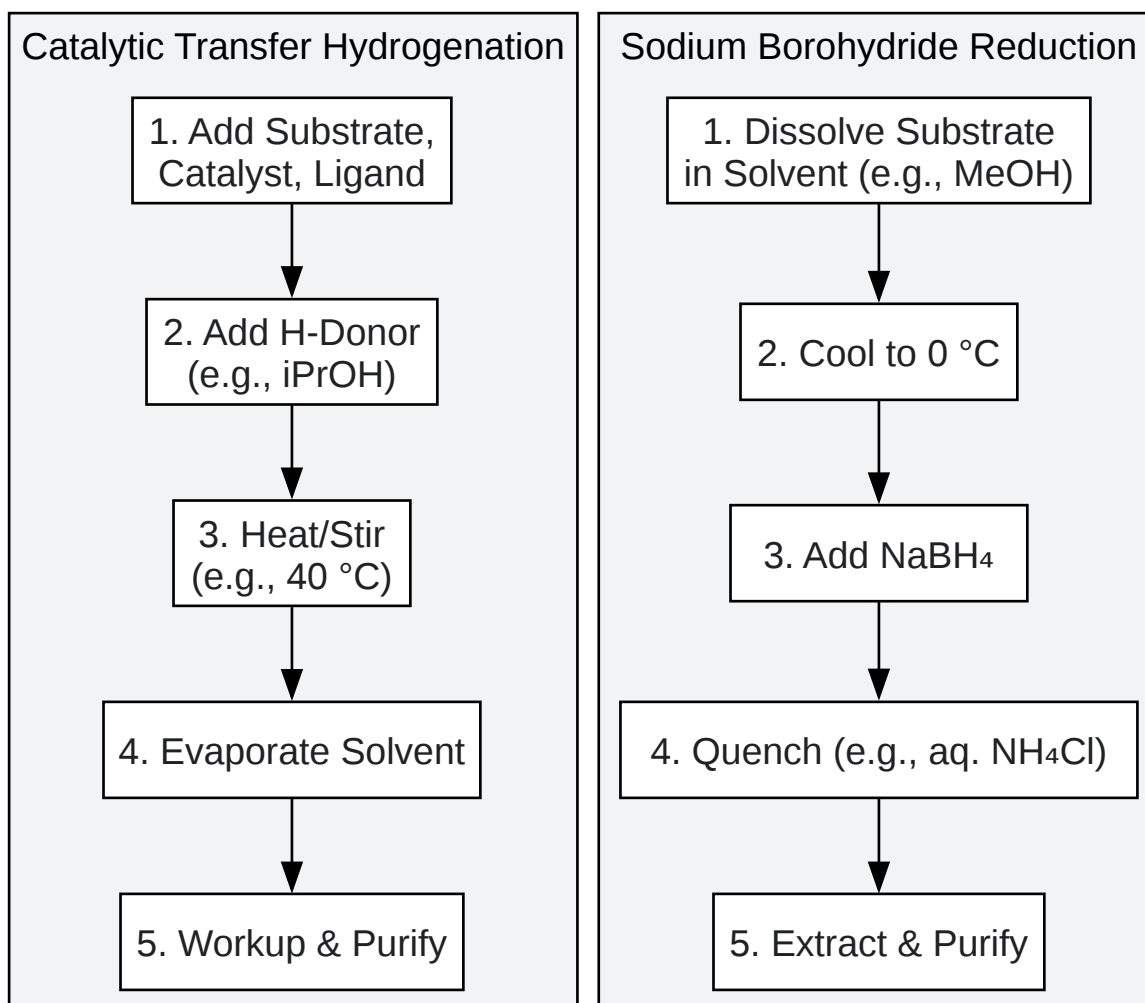 Catalytic Transfer Hydrogenation
1. Add Substrate,
Catalyst, Ligand
2. Add H-Donor
(e.g., iPrOH)
3. Heat/Stir
(e.g., 40 °C)
4. Evaporate Solvent
5. Workup & Purify
Sodium Borohydride Reduction
1. Dissolve Substrate
in Solvent (e.g., MeOH)
2. Cool to 0 °C
3. Add NaBH₄
4. Quench (e.g., aq. NH₄Cl)
5. Extract & Purify